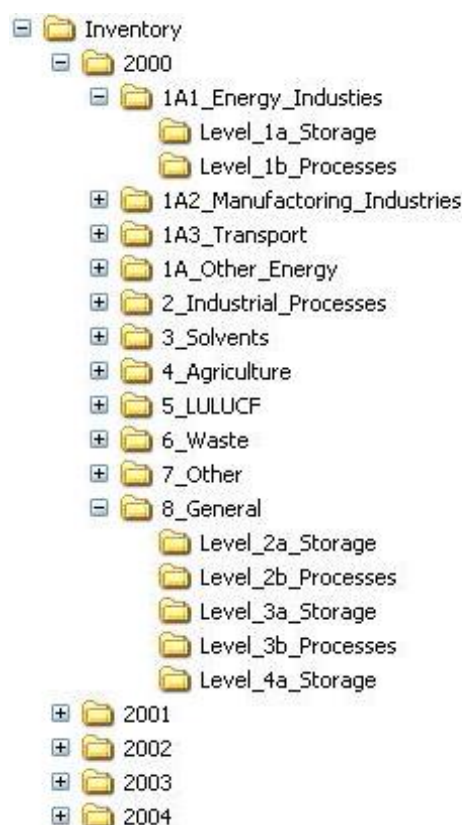 Inventory
2000
1A1_Energy_Industies
Level_1a_Storage
Level_1b_Processes
1A2_Manufactoring_Industries
1A3_Transport
1A_Other_Energy
2_Industrial_Processes
3_Solvents
4_Agriculture
5_LULUCF
6_Waste
7_Other
8_General
Level_2a_Storage
Level_2b_Processes
Level_3a_Storage
Level_3b_Processes
Level_4a_Storage
2001
2002
2003
2004